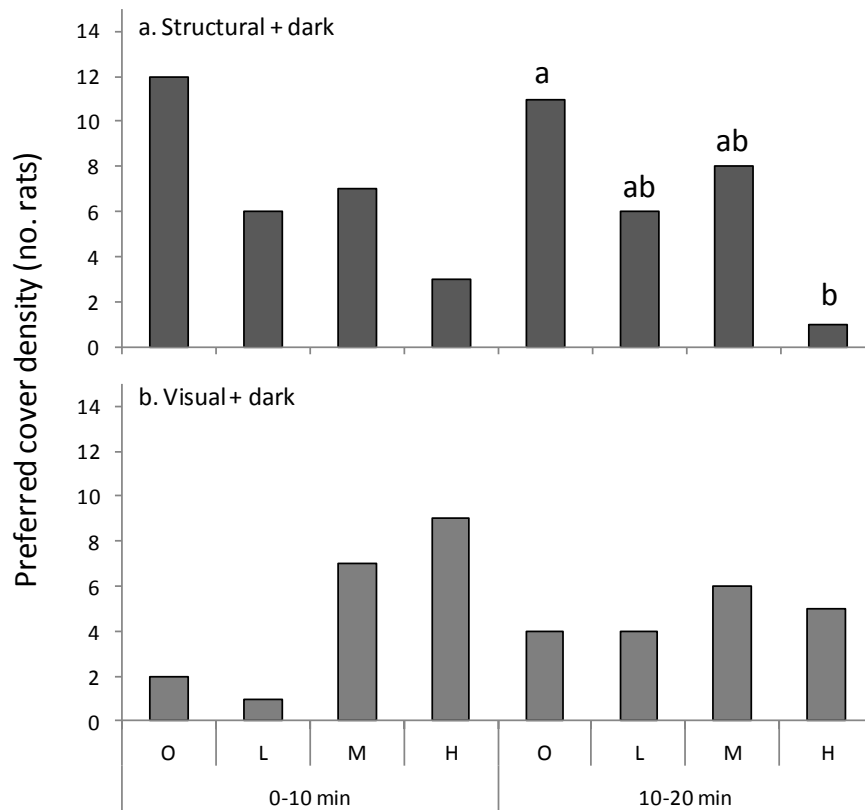 Preferred cover density (no. rats)
a. Structural + dark
14
12
10
8
6
4
2
0
a
ab
ab
b
b. Visual + dark
14
12
10
8
6
4
2
0
O L M H O L M H
0-10 min 10-20 min